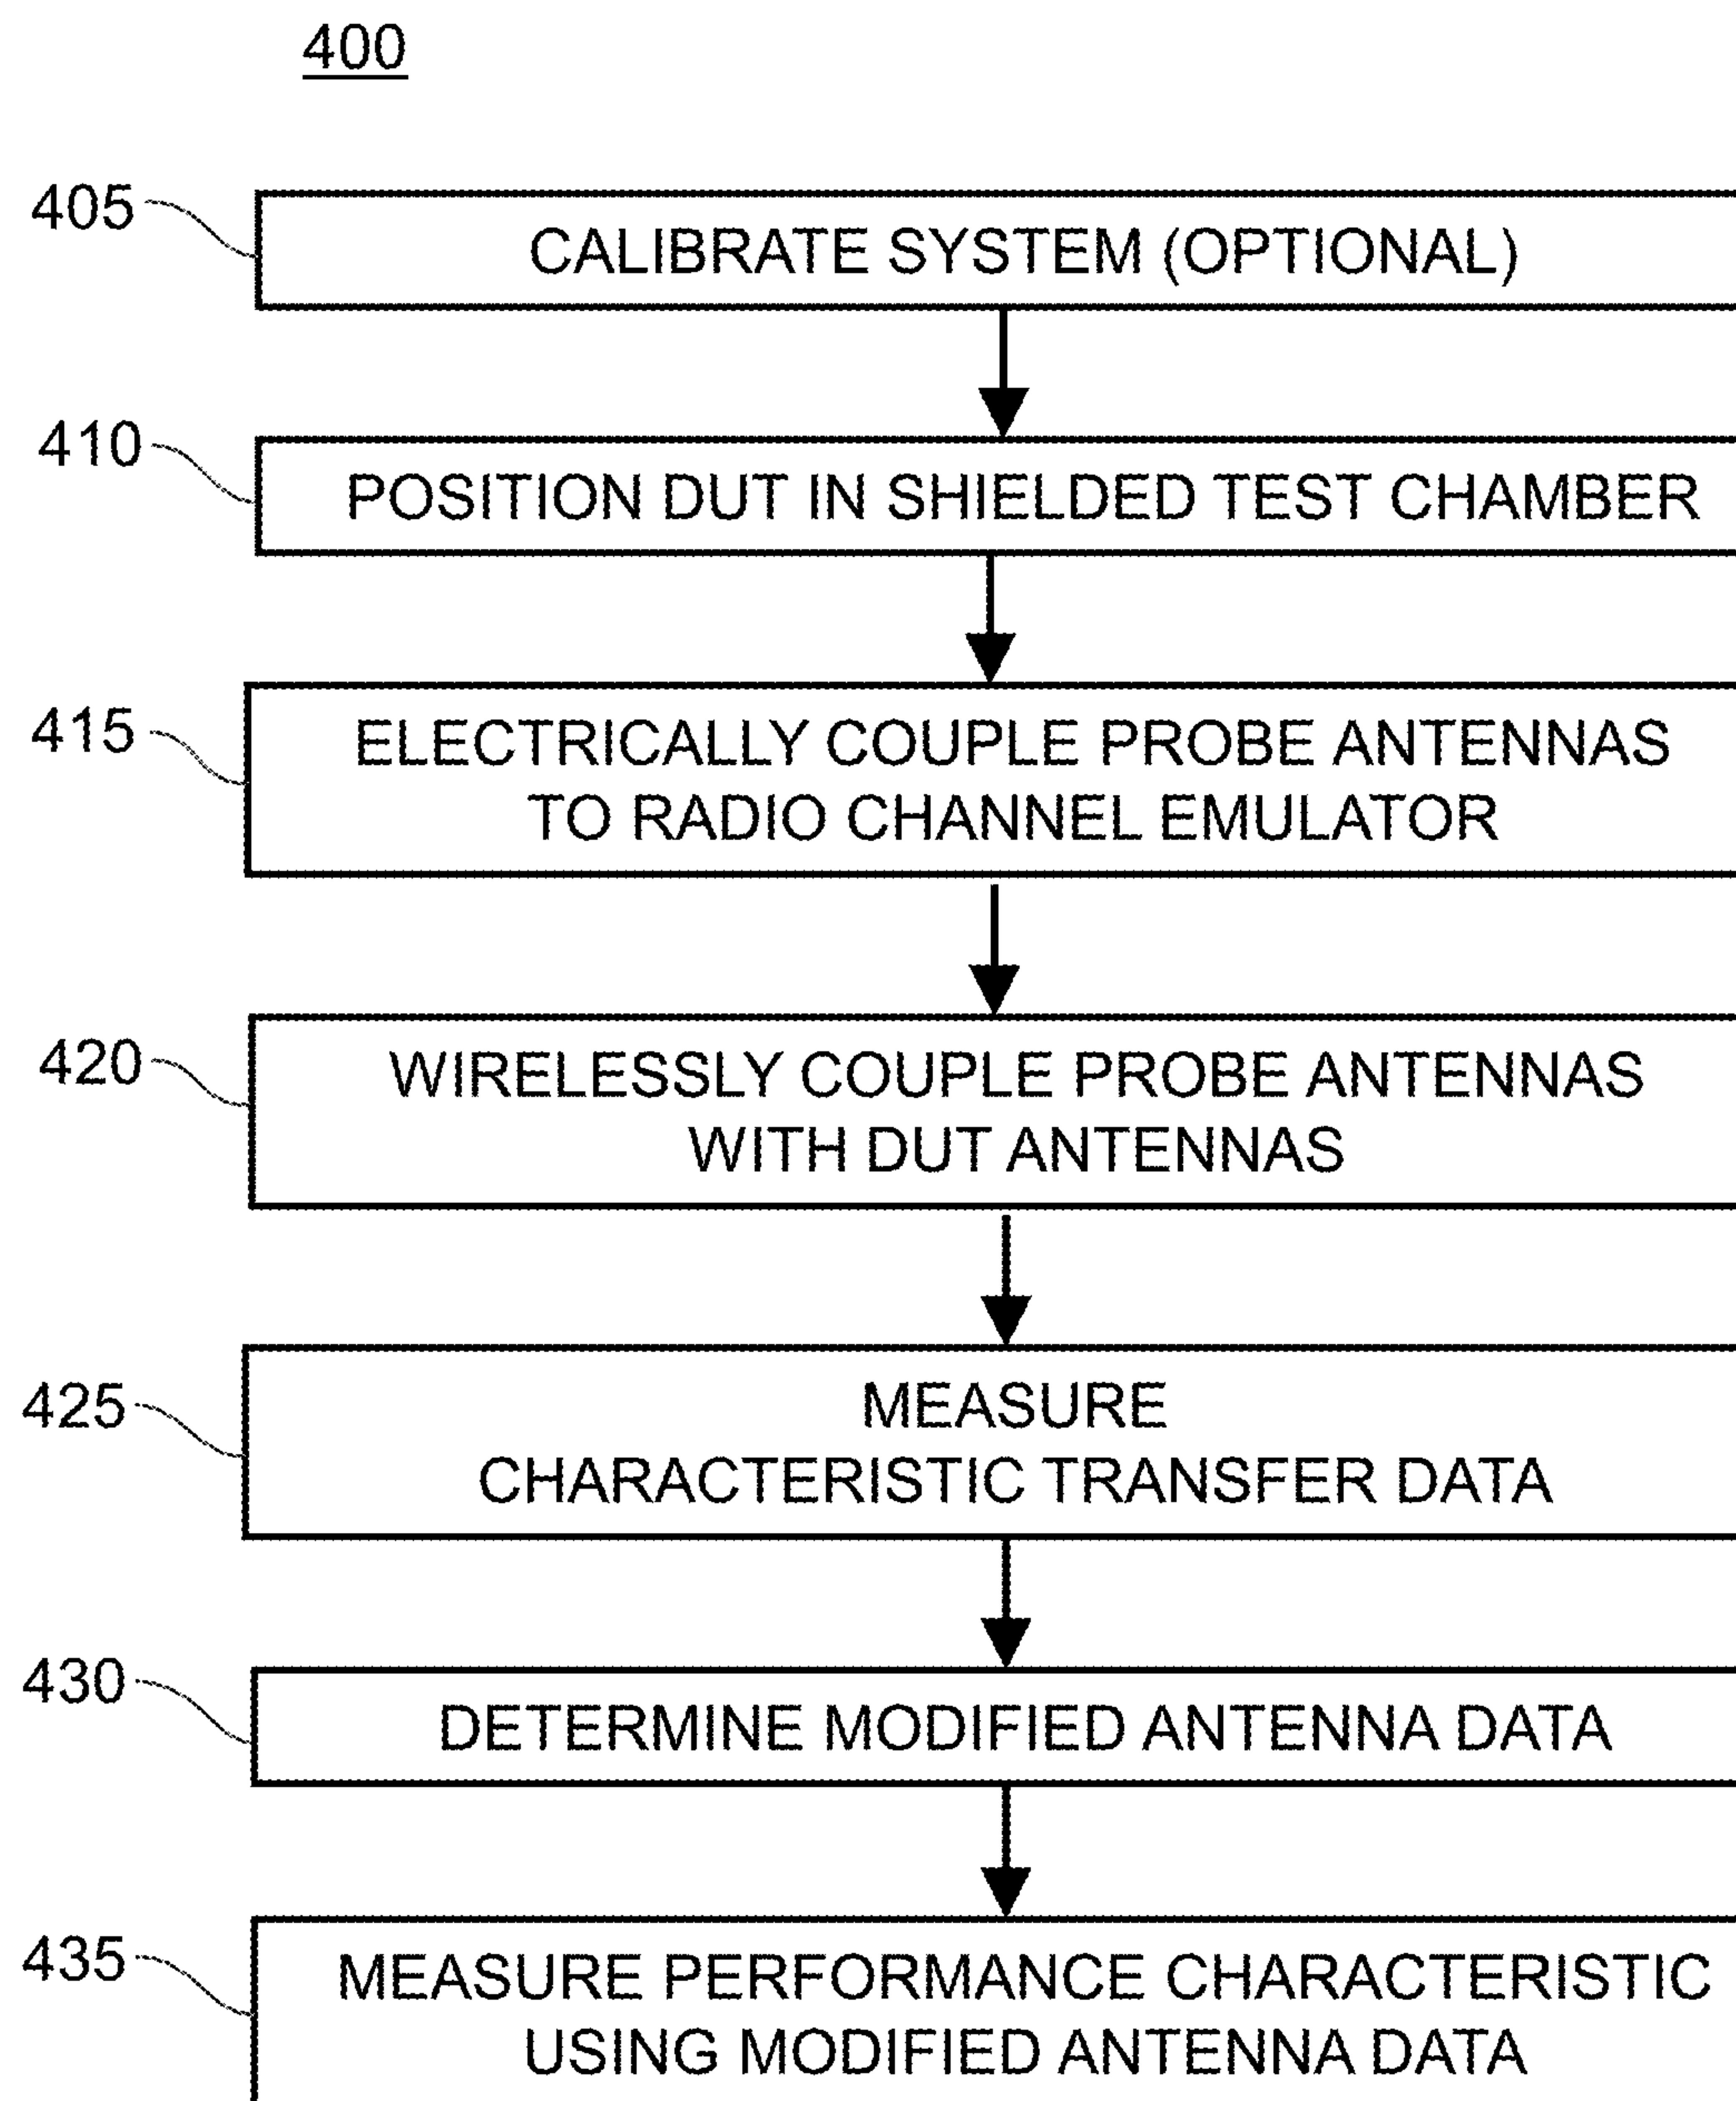 400
405
CALIBRATE SYSTEM (OPTIONAL)
410
POSITION DUT IN SHIELDED TEST CHAMBER
415
ELECTRICALLY COUPLE PROBE ANTENNAS
TO RADIO CHANNEL EMULATOR
420
WIRELESSLY COUPLE PROBE ANTENNAS
WITH DUT ANTENNAS
425
MEASURE
CHARACTERISTIC TRANSFER DATA
430
DETERMINE MODIFIED ANTENNA DATA
435
MEASURE PERFORMANCE CHARACTERISTIC
USING MODIFIED ANTENNA DATA